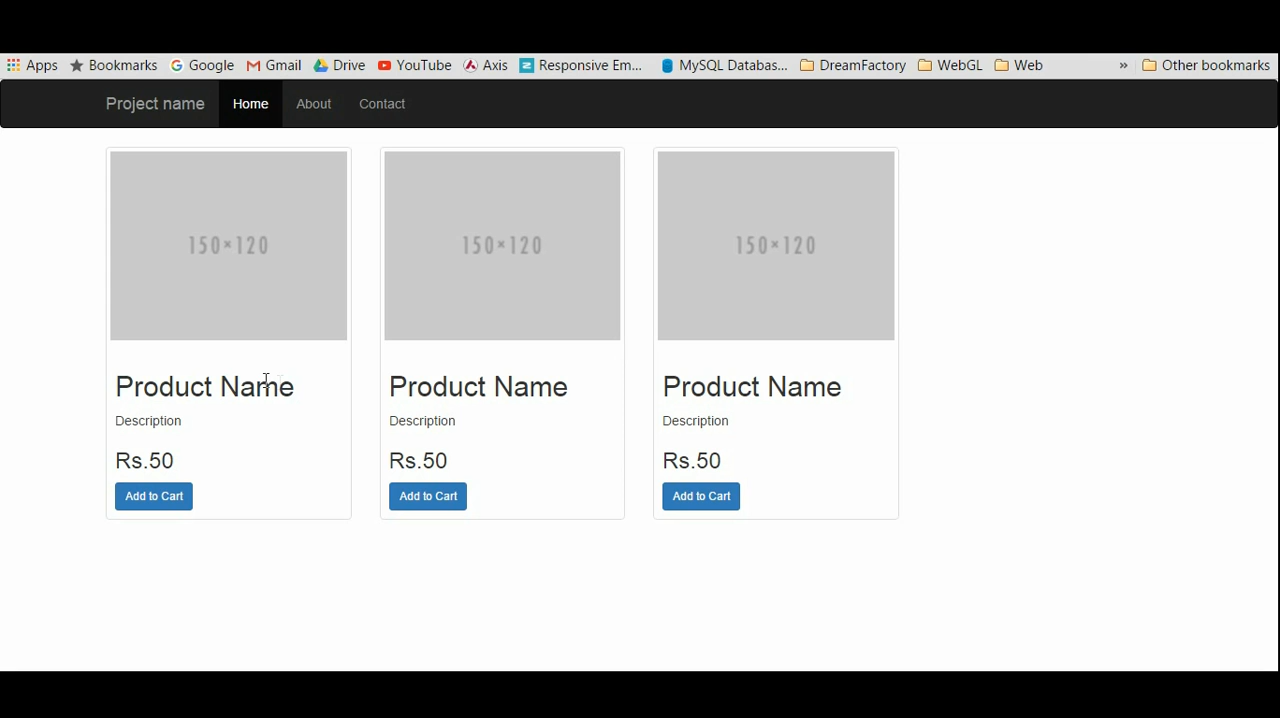 Apps Bookmarks Google Gmail Drive YouTube Axis Responsive Em... MySQL Databas... DreamFactory WebGL Web » Other bookmarks
Project name Home About Contact
150×120 150×120 150×120
Product Name Product Name Product Name
Description Description Description
Rs.50 Rs.50 Rs.50
Add to Cart Add to Cart Add to Cart